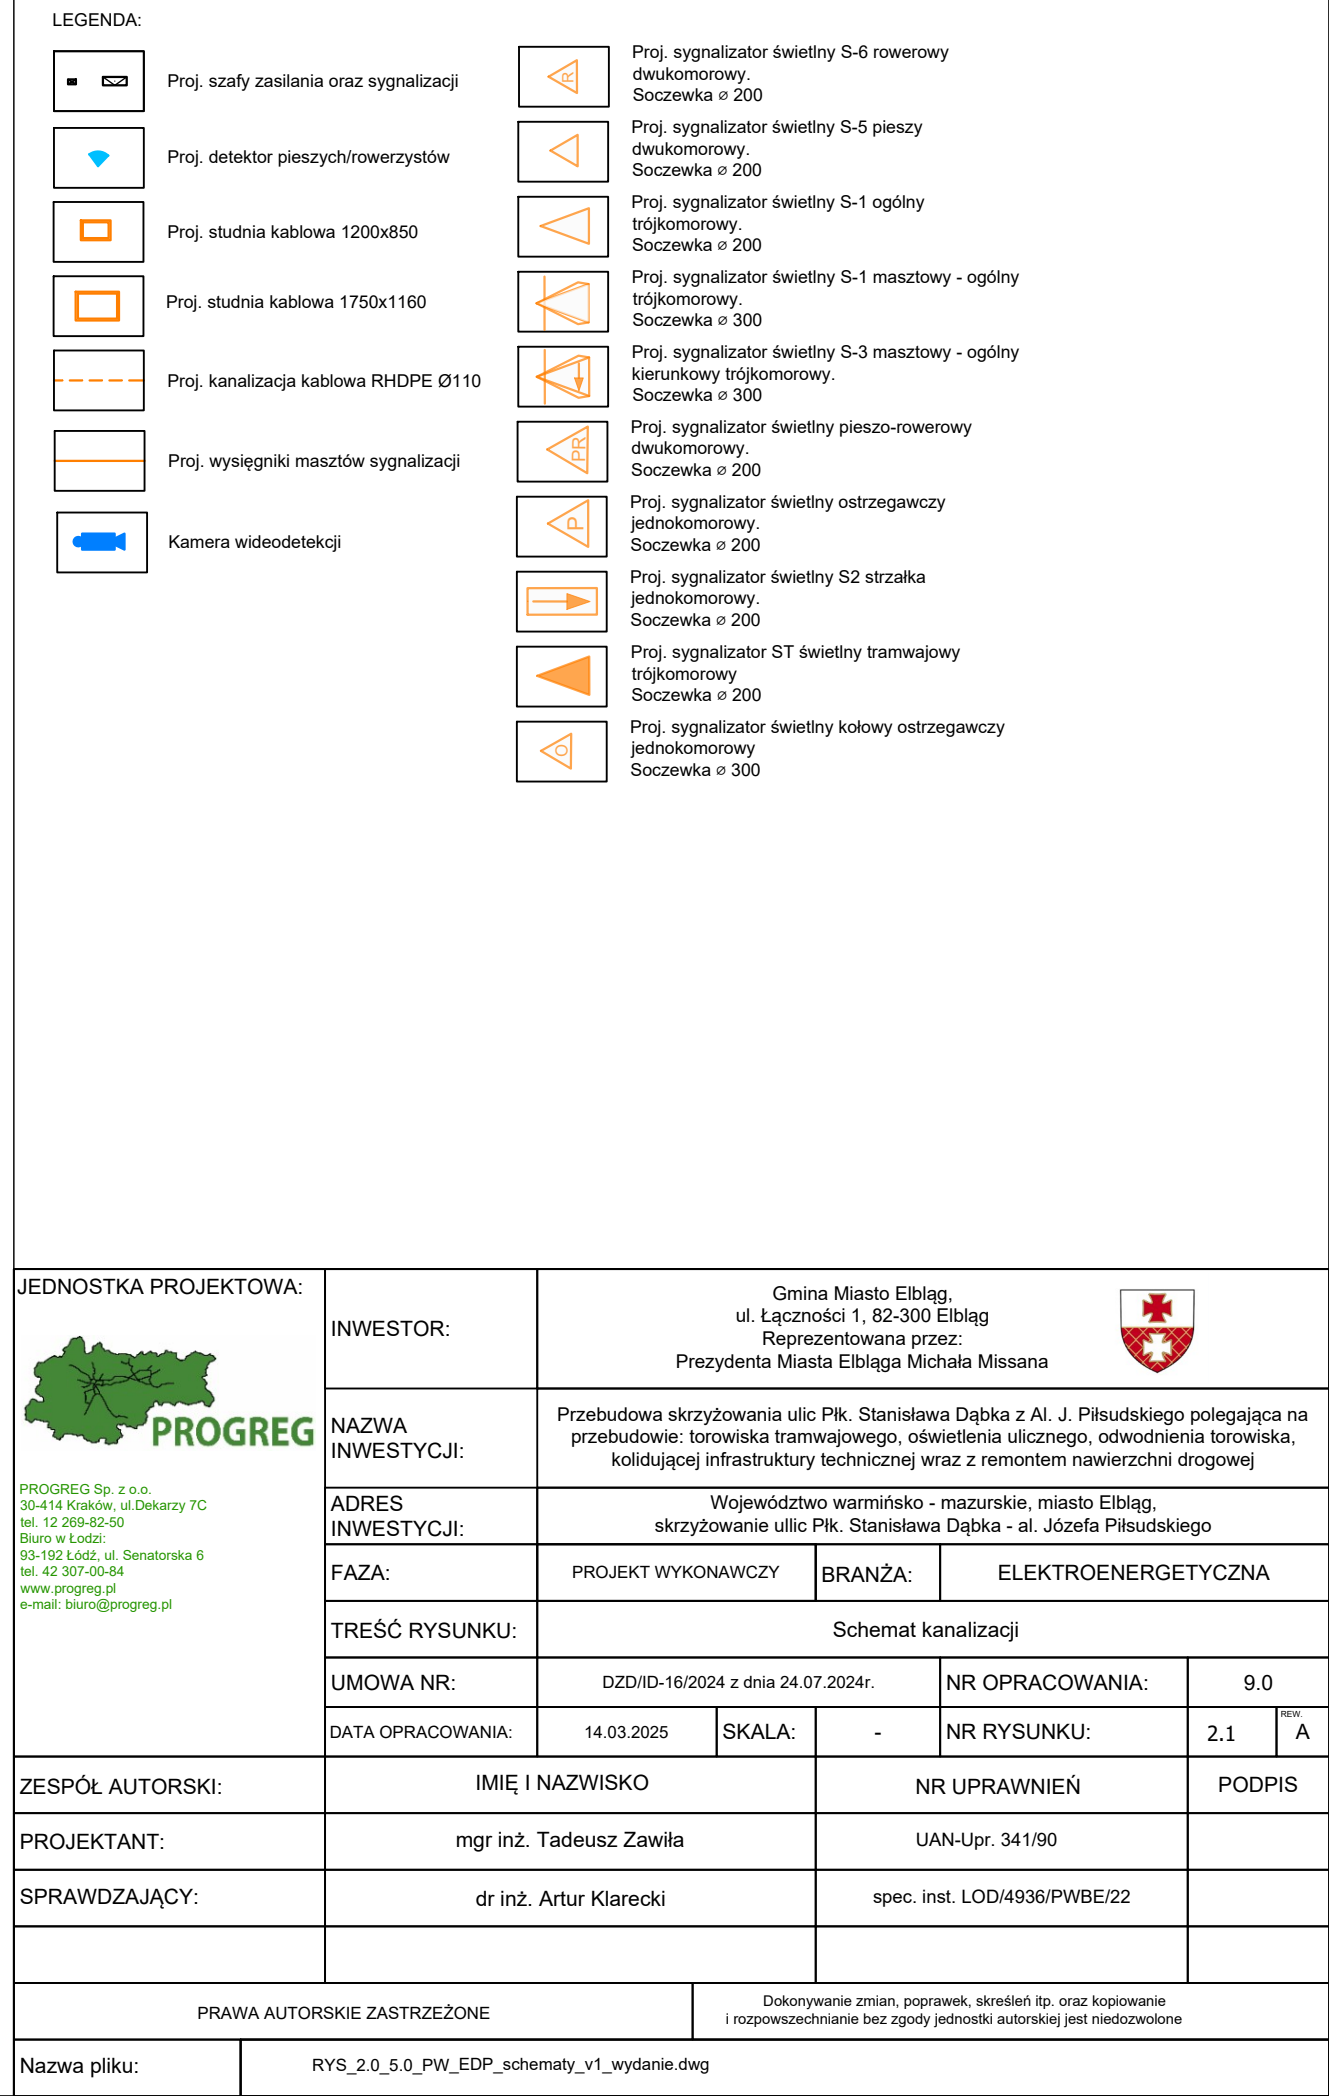 LEGENDA:
Proj. szafy zasilania oraz sygnalizacji
Proj. detektor pieszych/rowerzystów
Proj. studnia kablowa 1200x850
Proj. studnia kablowa 1750x1160
Proj. kanalizacja kablowa RHDPE Ø110
Proj. wysięgniki masztów sygnalizacji
Kamera wideodetekcji
R
Proj. sygnalizator świetlny S-6 rowerowy
dwukomorowy.
Soczewka ⌀ 200
Proj. sygnalizator świetlny S-5 pieszy
dwukomorowy.
Soczewka ⌀ 200
Proj. sygnalizator świetlny S-1 ogólny
trójkomorowy.
Soczewka ⌀ 200
Proj. sygnalizator świetlny S-1 masztowy - ogólny
trójkomorowy.
Soczewka ⌀ 300
Proj. sygnalizator świetlny S-3 masztowy - ogólny
kierunkowy trójkomorowy.
Soczewka ⌀ 300
PR
Proj. sygnalizator świetlny pieszo-rowerowy
dwukomorowy.
Soczewka ⌀ 200
P
Proj. sygnalizator świetlny ostrzegawczy
jednokomorowy.
Soczewka ⌀ 200
Proj. sygnalizator świetlny S2 strzałka
jednokomorowy.
Soczewka ⌀ 200
Proj. sygnalizator ST świetlny tramwajowy
trójkomorowy
Soczewka ⌀ 200
O
Proj. sygnalizator świetlny kołowy ostrzegawczy
jednokomorowy
Soczewka ⌀ 300
JEDNOSTKA PROJEKTOWA:
PROGREG
PROGREG Sp. z o.o.
30-414 Kraków, ul.Dekarzy 7C
tel. 12 269-82-50
Biuro w Łodzi:
93-192 Łódź, ul. Senatorska 6
tel. 42 307-00-84
www.progreg.pl
e-mail: biuro@progreg.pl
INWESTOR:
Gmina Miasto Elbląg,
ul. Łączności 1, 82-300 Elbląg
Reprezentowana przez:
Prezydenta Miasta Elbląga Michała Missana
NAZWA
INWESTYCJI:
Przebudowa skrzyżowania ulic Płk. Stanisława Dąbka z Al. J. Piłsudskiego polegająca na
przebudowie: torowiska tramwajowego, oświetlenia ulicznego, odwodnienia torowiska,
kolidującej infrastruktury technicznej wraz z remontem nawierzchni drogowej
ADRES
INWESTYCJI:
Województwo warmińsko - mazurskie, miasto Elbląg,
skrzyżowanie ullic Płk. Stanisława Dąbka - al. Józefa Piłsudskiego
FAZA:
PROJEKT WYKONAWCZY
BRANŻA:
ELEKTROENERGETYCZNA
TREŚĆ RYSUNKU:
Schemat kanalizacji
UMOWA NR:
DZD/ID-16/2024 z dnia 24.07.2024r.
NR OPRACOWANIA:
9.0
DATA OPRACOWANIA:
14.03.2025
SKALA:
-
NR RYSUNKU:
2.1
REW.
A
ZESPÓŁ AUTORSKI:
IMIĘ I NAZWISKO
NR UPRAWNIEŃ
PODPIS
PROJEKTANT:
mgr inż. Tadeusz Zawiła
UAN-Upr. 341/90
SPRAWDZAJĄCY:
dr inż. Artur Klarecki
spec. inst. LOD/4936/PWBE/22
PRAWA AUTORSKIE ZASTRZEŻONE
Dokonywanie zmian, poprawek, skreśleń itp. oraz kopiowanie
i rozpowszechnianie bez zgody jednostki autorskiej jest niedozwolone
Nazwa pliku:
RYS_2.0_5.0_PW_EDP_schematy_v1_wydanie.dwg